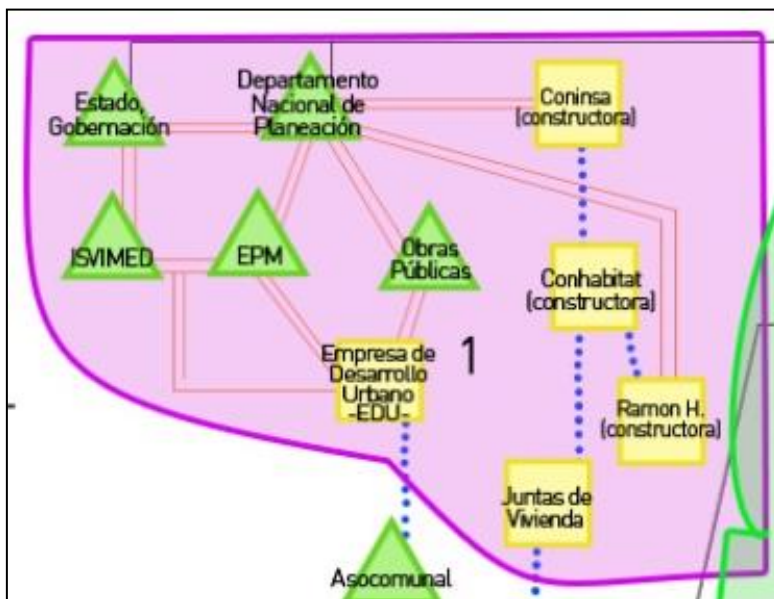 Estado,
Gobernación
Departamento
Nacional de
Planeación
Coninsa
(constructora)
ISVIMED
EPM
Obras
Públicas
Conhabitat
(constructora)
Empresa de
Desarrollo
Urbano
-EDU-
1
Ramon H.
(constructora)
Juntas de
Vivienda
Asocomunal